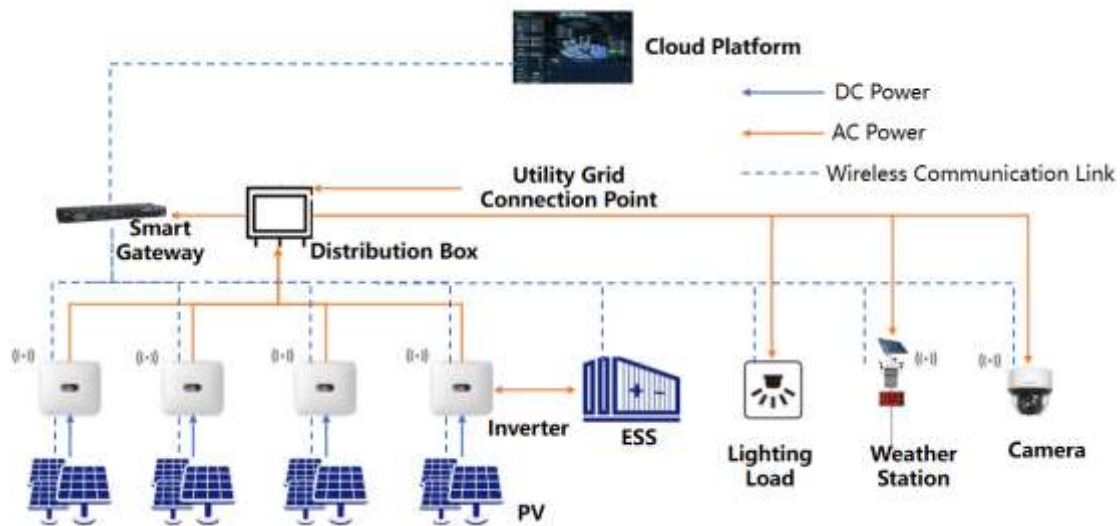 Cloud Platform
DC Power
AC Power
Wireless Communication Link
Utility Grid
Connection Point
Smart
Gateway
Distribution Box
Inverter
ESS
Lighting
Load
Weather
Station
Camera
PV